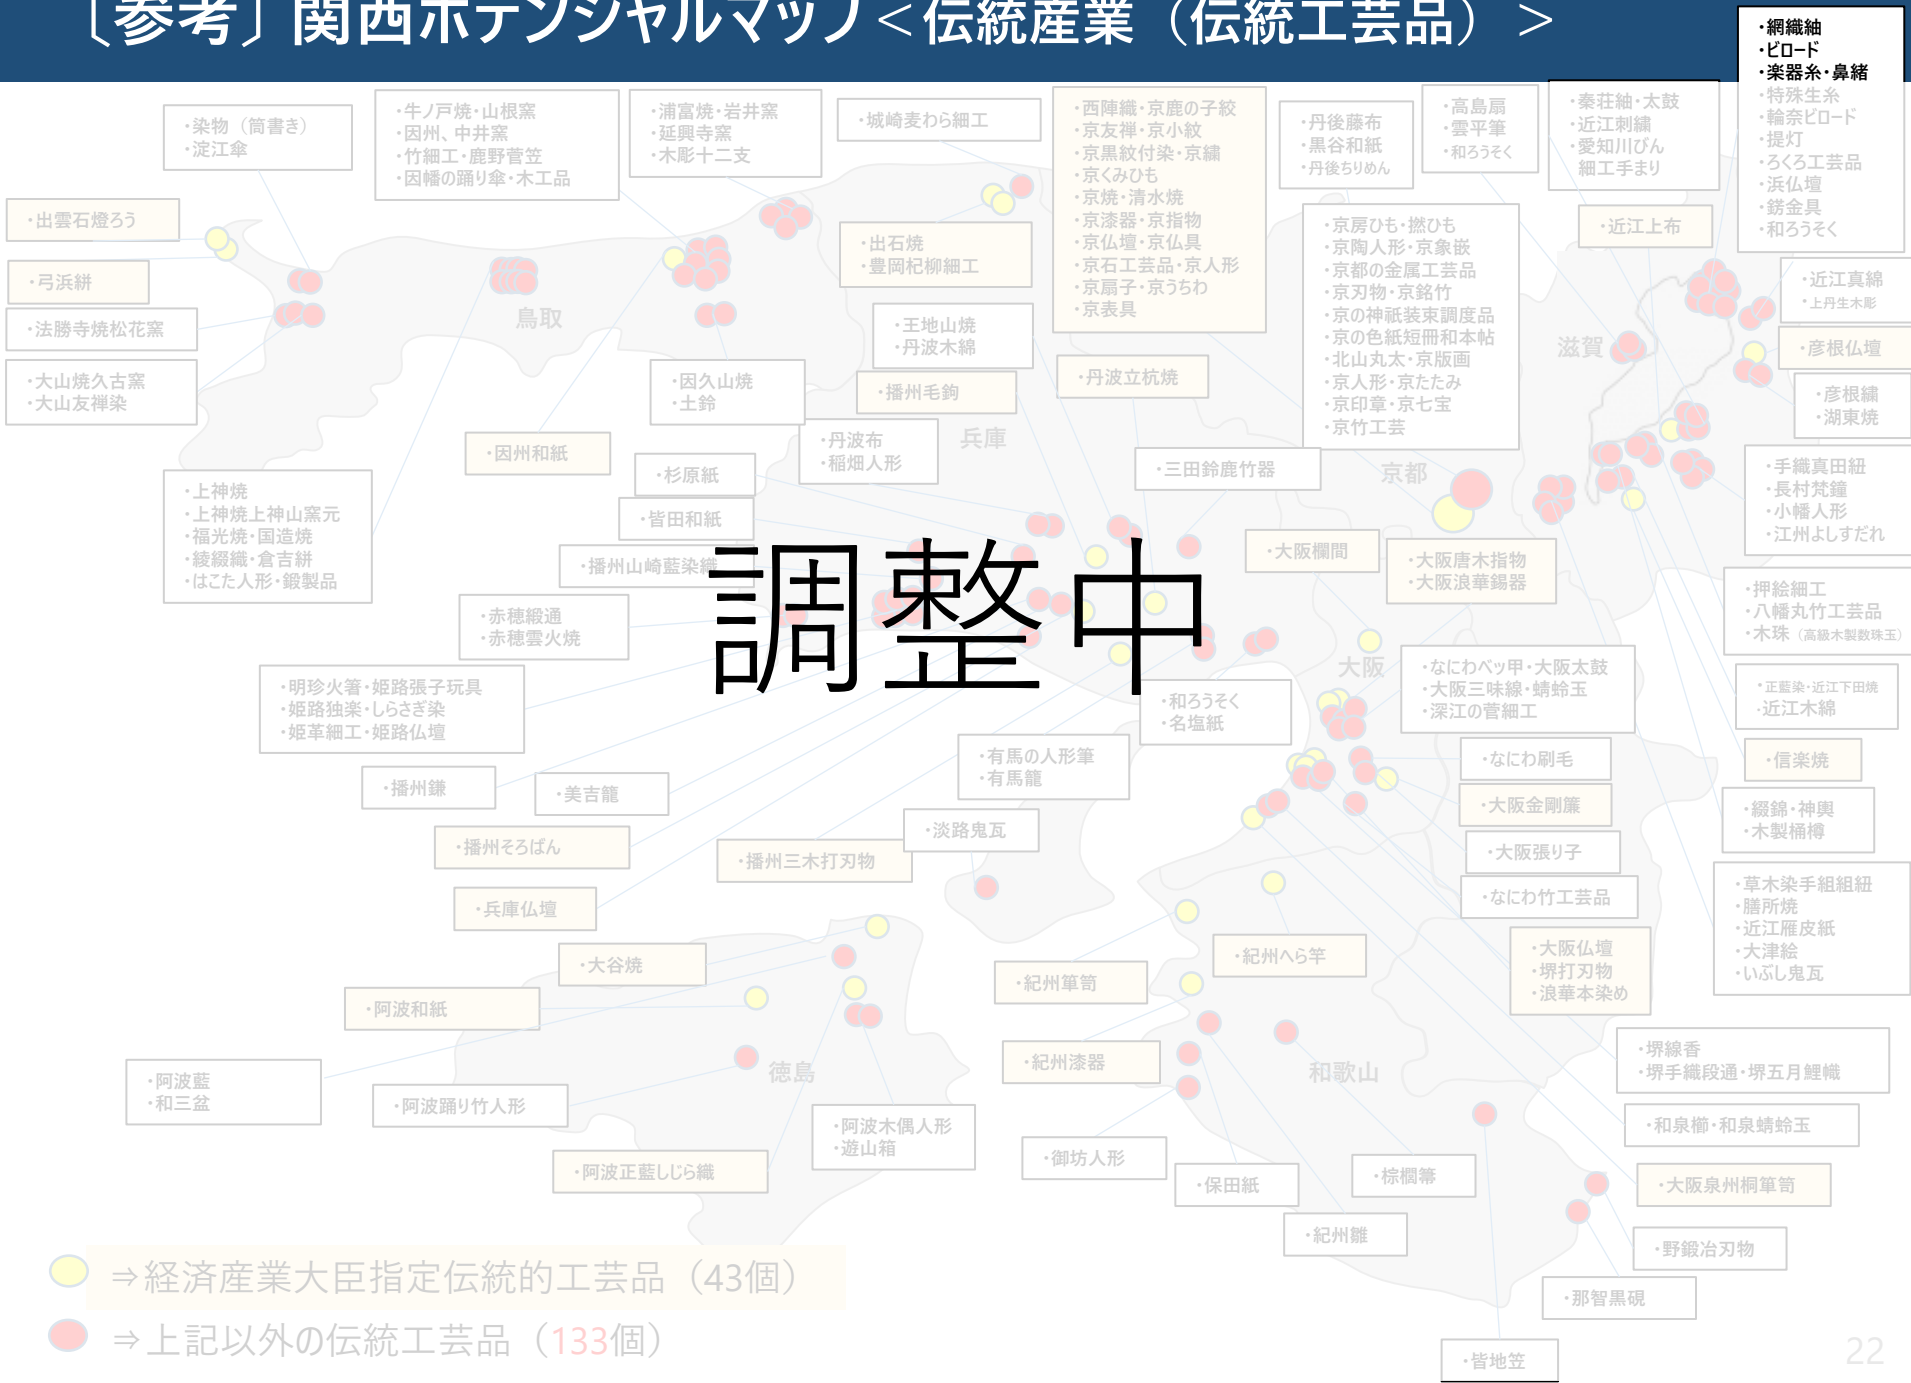 〔参考〕関西ポテンシャルマップ＜伝統産業（伝統工芸品）＞
・網織紬
・ビロード
・楽器糸・鼻緒
・特殊生糸
・輪奈ビロード
・提灯
・ろくろ工芸品
・浜仏壇
・錺金具
・和ろうそく
・染物（筒書き）
・淀江傘
・牛ノ戸焼・山根窯
・因州、中井窯
・竹細工・鹿野菅笠
・因幡の踊り傘・木工品
・浦富焼・岩井窯
・延興寺窯
・木彫十二支
・城崎麦わら細工
・西陣織・京鹿の子絞
・京友禅・京小紋
・京黒紋付染・京繍
・京くみひも
・京焼・清水焼
・京漆器・京指物
・京仏壇・京仏具
・京石工芸品・京人形
・京扇子・京うちわ
・京表具
・丹後藤布
・黒谷和紙
・丹後ちりめん
・高島扇
・雲平筆
・和ろうそく
・秦荘紬・太鼓
・近江刺繍
・愛知川びん
細工手まり
・近江上布
・出雲石燈ろう
・弓浜絣
・法勝寺焼松花窯
・大山焼久古窯
・大山友禅染
・出石焼
・豊岡杞柳細工
・王地山焼
・丹波木綿
・播州毛鉤
・丹波立杭焼
・京房ひも・撚ひも
・京陶人形・京象嵌
・京都の金属工芸品
・京刃物・京銘竹
・京の神祇装束調度品
・京の色紙短冊和本帖
・北山丸太・京版画
・京人形・京たたみ
・京印章・京七宝
・京竹工芸
・近江真綿
・上丹生木彫
・彦根仏壇
・彦根繍
・湖東焼
鳥取
滋賀
兵庫
京都
・因久山焼
・土鈴
・因州和紙
・丹波布
・稲畑人形
・杉原紙
・皆田和紙
・三田鈴鹿竹器
・手織真田紐
・長村梵鐘
・小幡人形
・江州よしすだれ
・上神焼
・上神焼上神山窯元
・福光焼・国造焼
・綾綴織・倉吉絣
・はこた人形・鍛製品
・播州山崎藍染織
調整中
・大阪欄間
・大阪唐木指物
・大阪浪華錫器
・押絵細工
・八幡丸竹工芸品
・木珠（高級木製数珠玉）
・赤穂緞通
・赤穂雲火焼
・明珍火箸・姫路張子玩具
・姫路独楽・しらさぎ染
・姫革細工・姫路仏壇
大阪
・なにわベッ甲・大阪太鼓
・大阪三味線・蜻蛉玉
・深江の菅細工
・正藍染・近江下田焼
・近江木綿
・和ろうそく
・名塩紙
・播州鎌
・美吉籠
・有馬の人形筆
・有馬籠
・なにわ刷毛
・信楽焼
・大阪金剛簾
・綴錦・神輿
・木製桶樽
・播州そろばん
・播州三木打刃物
・淡路鬼瓦
・大阪張り子
・なにわ竹工芸品
・兵庫仏壇
・草木染手組組紐
・膳所焼
・近江雁皮紙
・大津絵
・いぶし鬼瓦
・大谷焼
・阿波和紙
・紀州箪笥
・紀州へら竿
・大阪仏壇
・堺打刃物
・浪華本染め
・紀州漆器
・堺線香
・堺手織段通・堺五月鯉幟
・阿波藍
・和三盆
・阿波踊り竹人形
徳島
和歌山
・阿波木偶人形
・遊山箱
・和泉櫛・和泉蜻蛉玉
・阿波正藍しじら織
・御坊人形
・保田紙
・棕櫚箒
・大阪泉州桐箪笥
・紀州雛
・野鍛冶刃物
・那智黒硯
・皆地笠
⇒経済産業大臣指定伝統的工芸品（43個）
⇒上記以外の伝統工芸品（133個）
22